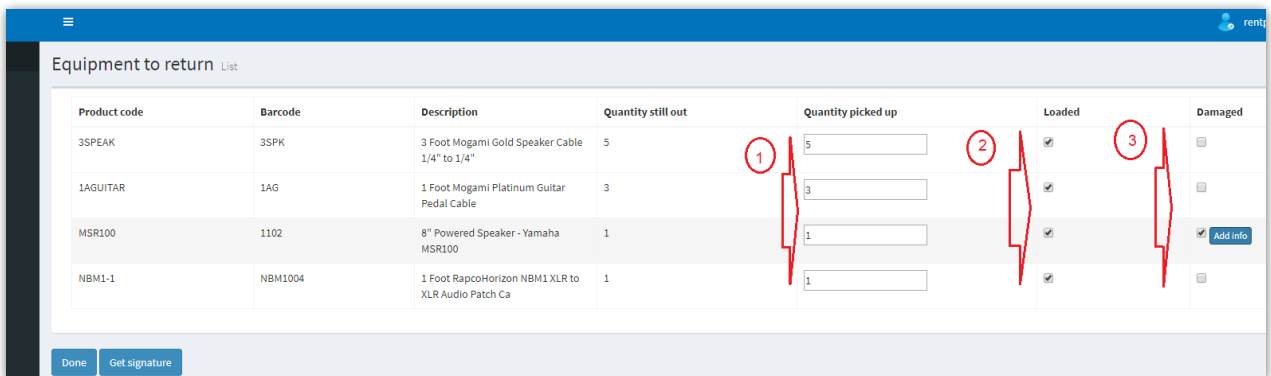 rentp
Equipment to return List
Product code Barcode Description Quantity still out Quantity picked up Loaded Damaged
3SPEAK 3SPK 3 Foot Mogami Gold Speaker Cable 5 5
1/4" to 1/4"
1 2 3
1AGUITAR 1AG 1 Foot Mogami Platinum Guitar 3 3
Pedal Cable
MSR100 1102 8" Powered Speaker - Yamaha 1 1 Add info
MSR100
NBM1-1 NBM1004 1 Foot RapcoHorizon NBM1 XLR to 1 1
XLR Audio Patch Ca
Done Get signature